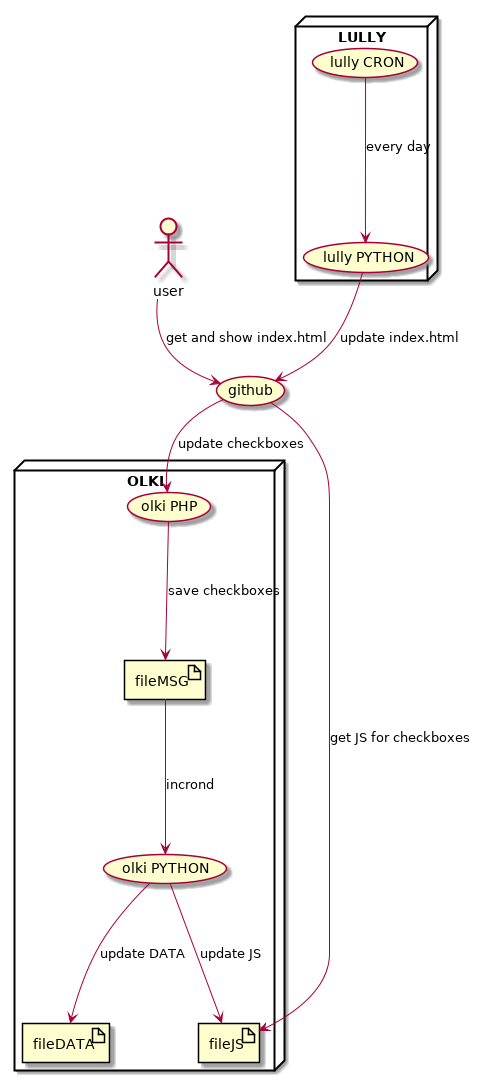 LULLY
lully CRON
every day
lully PYTHON
user
get and show index.html
update index.html
github
update checkboxes
OLKI
olki PHP
save checkboxes
fileMSG
get JS for checkboxes
incrond
olki PYTHON
update DATA
update JS
fileDATA
fileJS